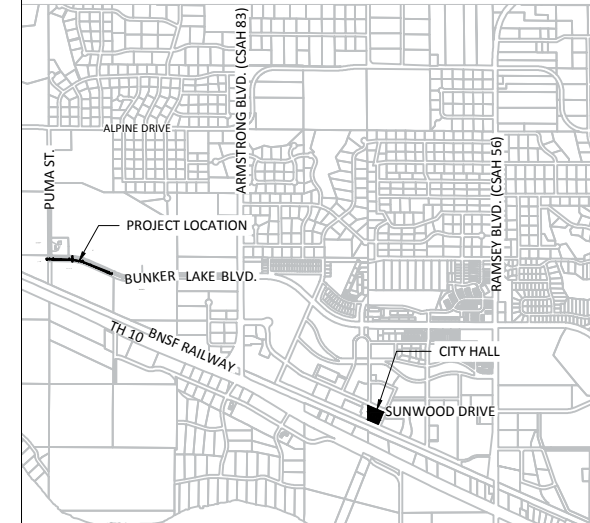 ARMSTRONG BLVD. (CSAH 83)
ALPINE DRIVE
PUMA ST.
RAMSEY BLVD. (CSAH 56)
PROJECT LOCATION
BUNKER LAKE BLVD.
TH 10
BNSF RAILWAY
CITY HALL
SUNWOOD DRIVE